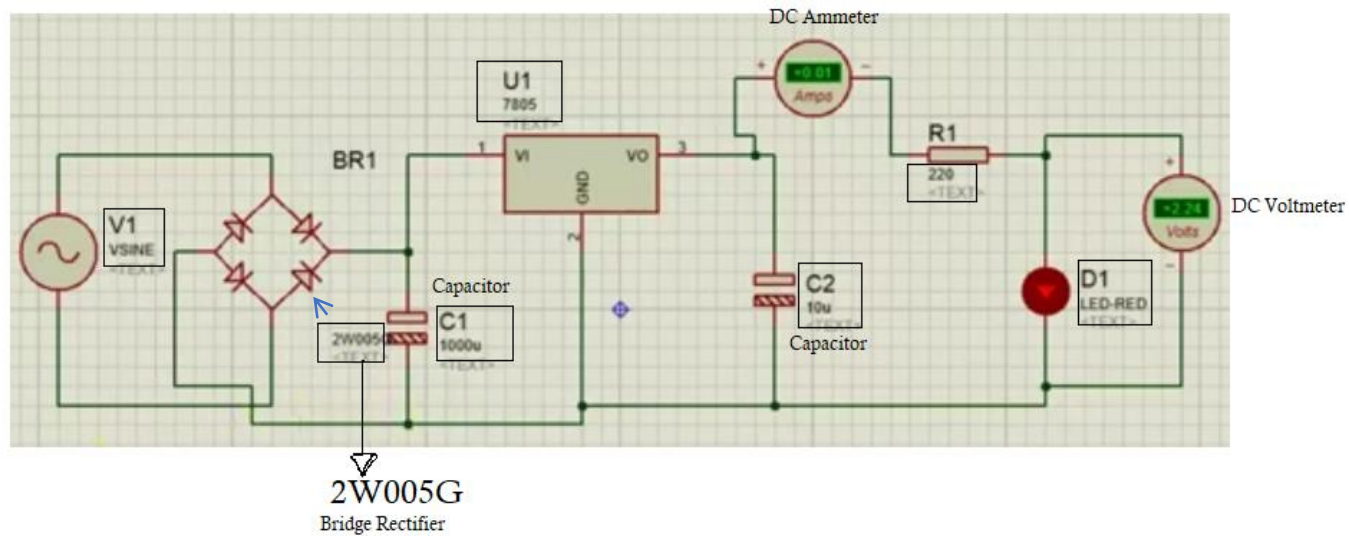 DC Ammeter
+0.01
Amps
U1
7805
<TEXT>
1
VI
VO
3
GND
2
BR1
R1
220
<TEXT>
+2.24
Volts
DC Voltmeter
V1
VSINE
<TEXT>
Capacitor
C1
1000u
<TEXT>
2W005G
<TEXT>
C2
10u
<TEXT>
Capacitor
D1
LED-RED
<TEXT>
2W005G
Bridge Rectifier